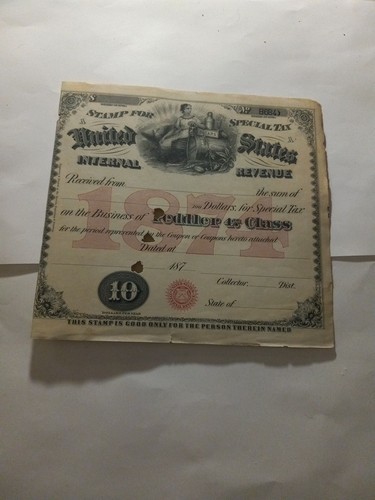 $
STAMP FOR SPECIAL TAX
United States
INTERNAL REVENUE
Received from the sum of
Dollars, for Special Tax
on the Business of Peddler 4th Class
for the period represented by the Coupon or Coupons hereto attached
Dated at
187
1874
Collector, Dist.
10
State of
THIS STAMP IS GOOD ONLY FOR THE PERSON THEREIN NAMED